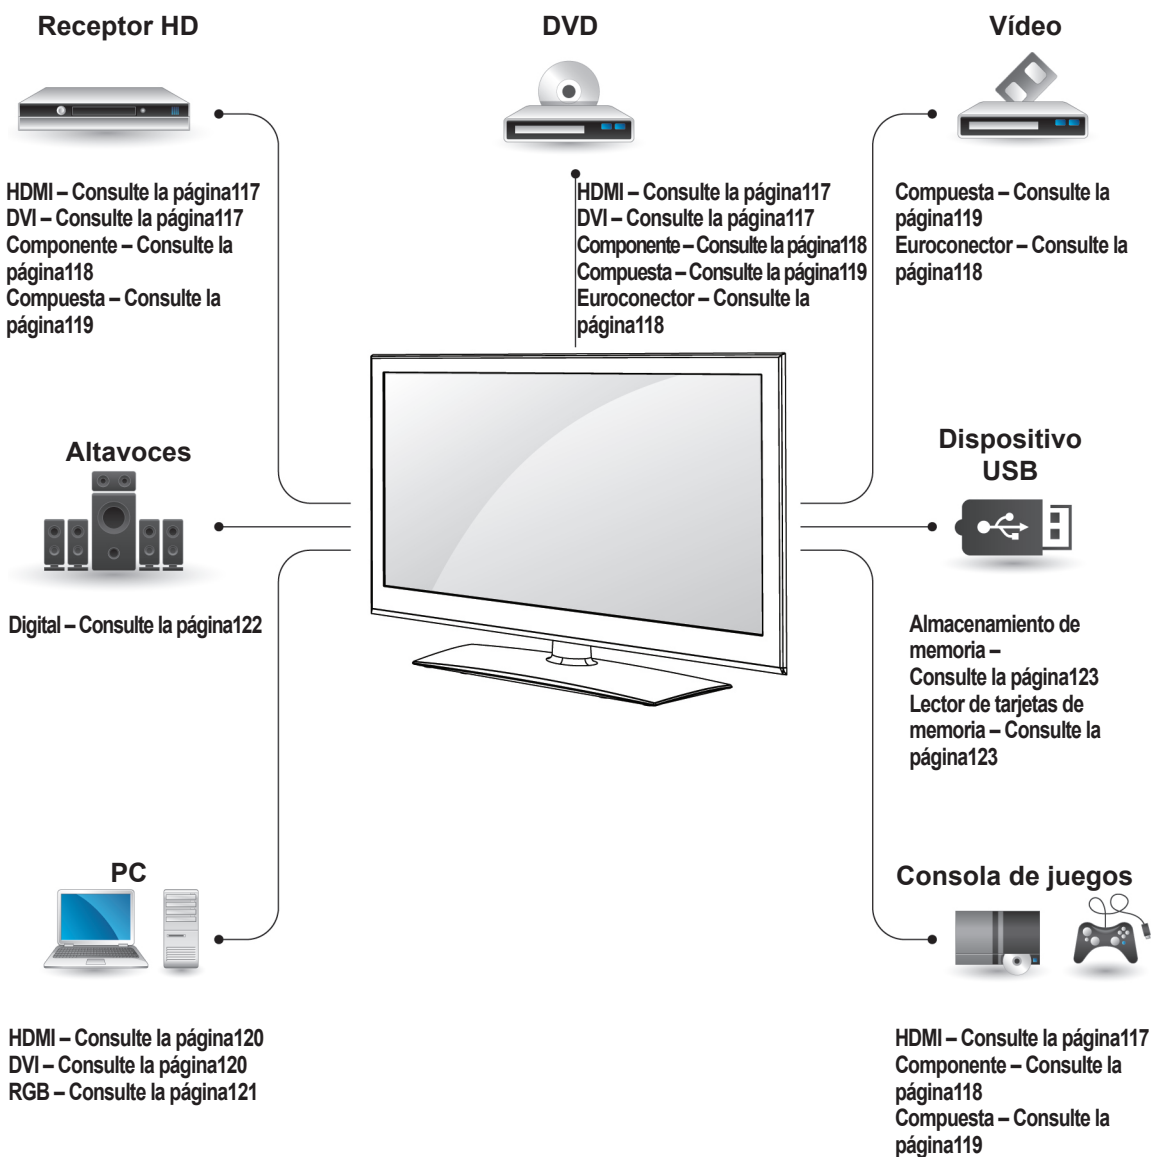 Receptor HD
HDMI – Consulte la página117
DVI – Consulte la página117
Componente – Consulte la
página118
Compuesta – Consulte la
página119
DVD
HDMI – Consulte la página117
DVI – Consulte la página117
Componente – Consulte la página118
Compuesta – Consulte la página119
Euroconector – Consulte la
página118
Vídeo
Compuesta – Consulte la
página119
Euroconector – Consulte la
página118
Altavoces
Digital – Consulte la página122
Dispositivo
USB
Almacenamiento de
memoria –
Consulte la página123
Lector de tarjetas de
memoria – Consulte la
página123
PC
HDMI – Consulte la página120
DVI – Consulte la página120
RGB – Consulte la página121
Consola de juegos
HDMI – Consulte la página117
Componente – Consulte la
página118
Compuesta – Consulte la
página119